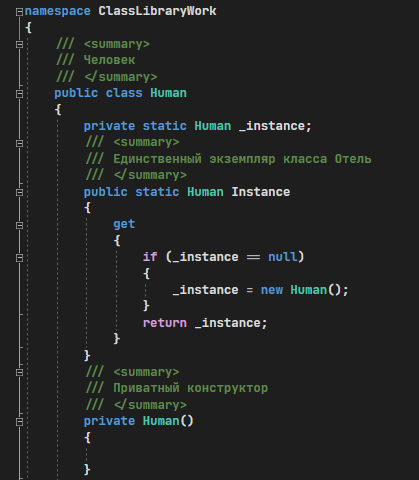 namespace ClassLibraryWork
{
/// <summary>
/// Человек
/// </summary>
public class Human
{
private static Human _instance;
/// <summary>
/// Единственный экземпляр класса Отель
/// </summary>
public static Human Instance
{
get
{
if (_instance == null)
{
_instance = new Human();
}
return _instance;
}
}
/// <summary>
/// Приватный конструктор
/// </summary>
private Human()
{
}